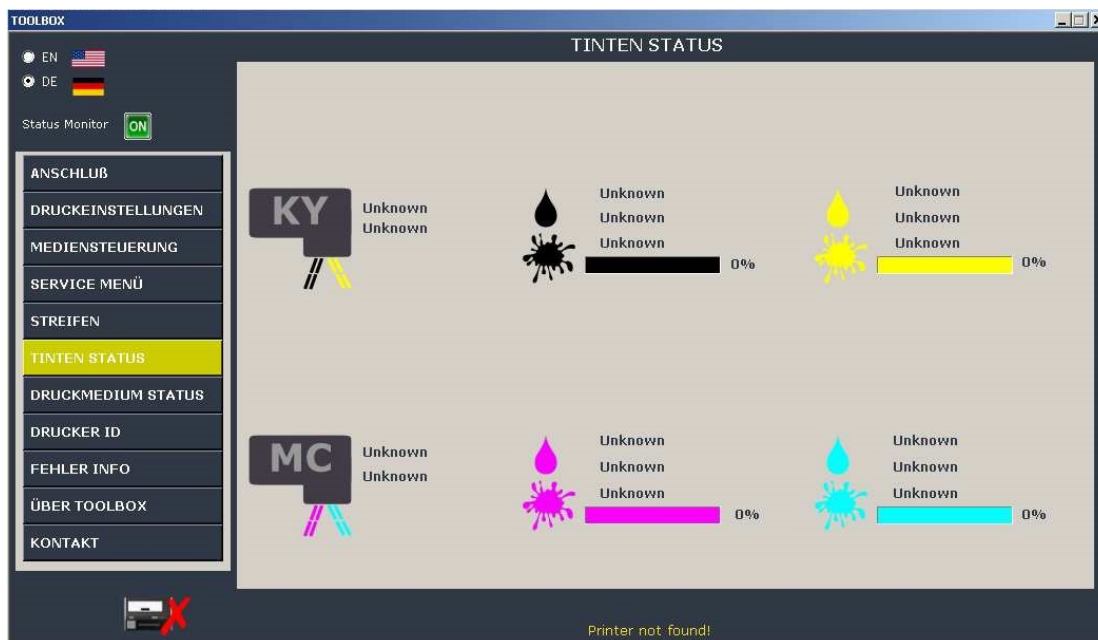 TOOLBOX
TINTEN STATUS
EN
DE
Status Monitor ON
ANSCHLUß
DRUCKEINSTELLUNGEN
MEDIENSTEUERUNG
SERVICE MENÜ
STREIFEN
TINTEN STATUS
DRUCKMEDIUM STATUS
DRUCKER ID
FEHLER INFO
ÜBER TOOLBOX
KONTAKT
KY
Unknown
Unknown
Unknown
Unknown
Unknown
0%
Unknown
Unknown
Unknown
0%
MC
Unknown
Unknown
Unknown
Unknown
Unknown
0%
Unknown
Unknown
Unknown
0%
Printer not found!